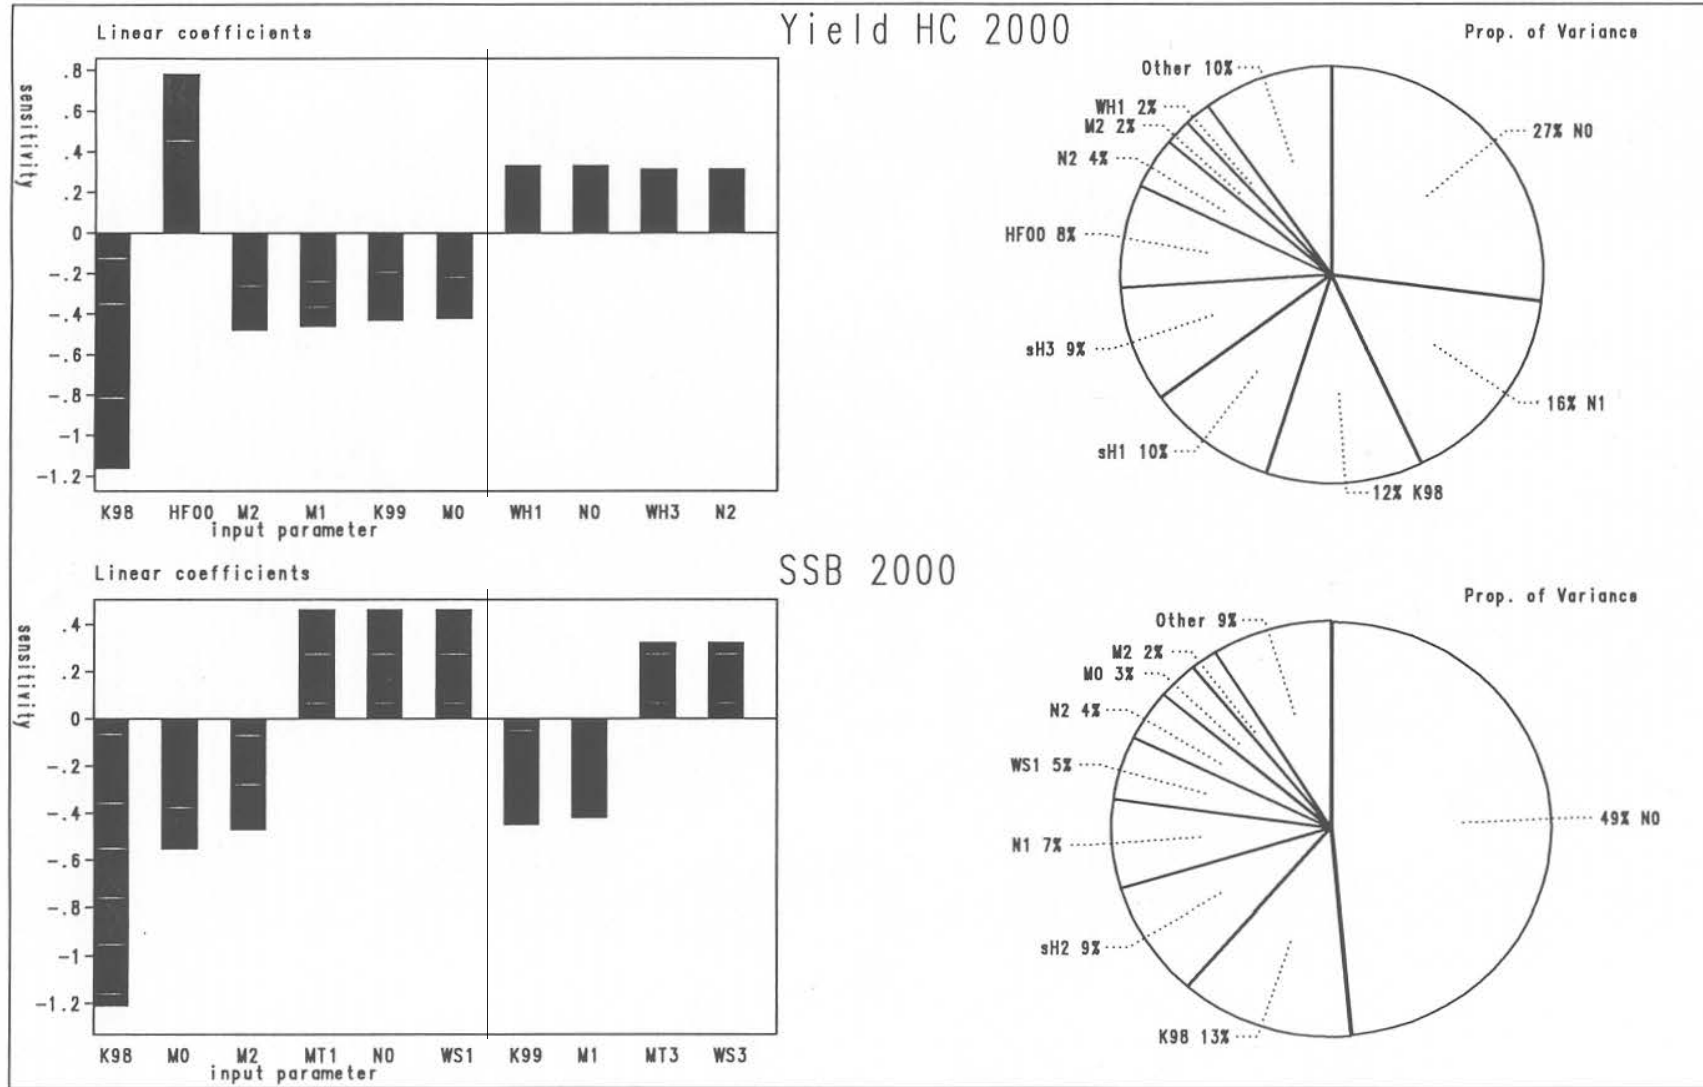 Yield HC 2000
Linear coefficients
Prop. of Variance
sensitivity
.8
.6
.4
.2
0
-.2
-.4
-.6
-.8
-1
-1.2
K98 HF00 M2 M1 K99 M0 WH1 N0 WH3 N2
input parameter
Other 10%
WH1 2%
M2 2%
N2 4%
HF00 8%
sH3 9%
sH1 10%
12% K98
16% N1
27% N0
SSB 2000
Linear coefficients
Prop. of Variance
sensitivity
.4
.2
0
-.2
-.4
-.6
-.8
-1
-1.2
K98 M0 M2 MT1 N0 WS1 K99 M1 MT3 WS3
input parameter
Other 9%
M2 2%
M0 3%
N2 4%
WS1 5%
N1 7%
sH2 9%
K98 13%
49% N0